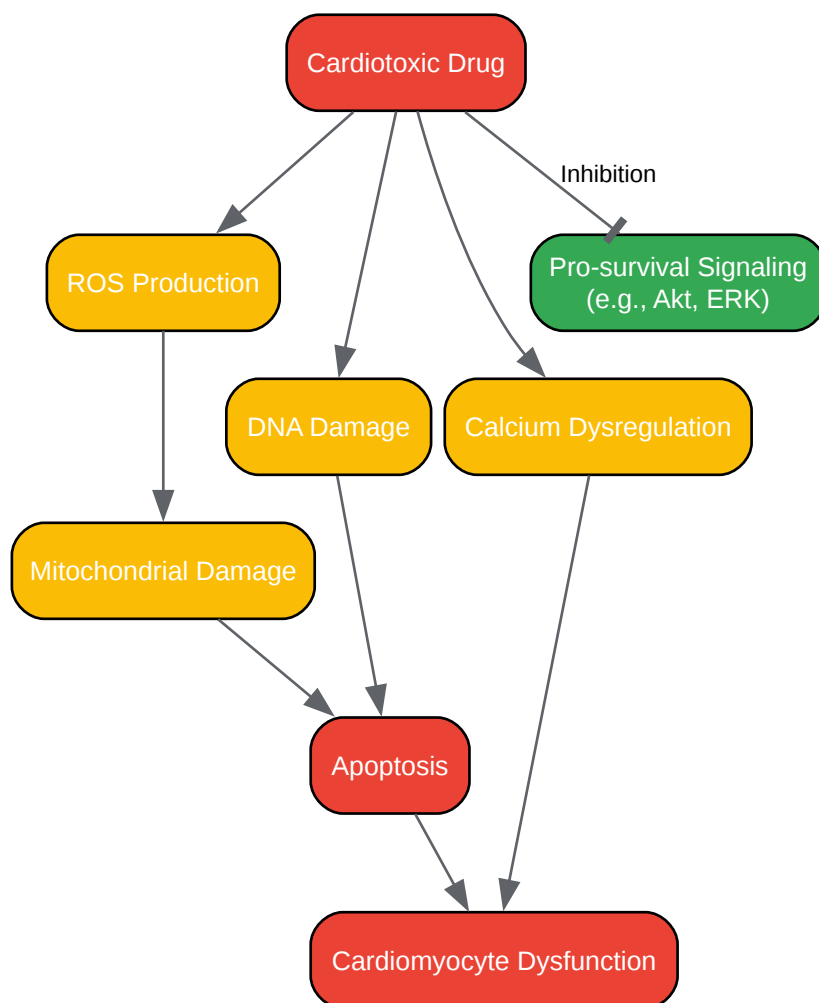 Cardiotoxic Drug
Inhibition
Pro-survival Signaling
(e.g., Akt, ERK)
ROS Production
DNA Damage
Calcium Dysregulation
Mitochondrial Damage
Apoptosis
Cardiomyocyte Dysfunction